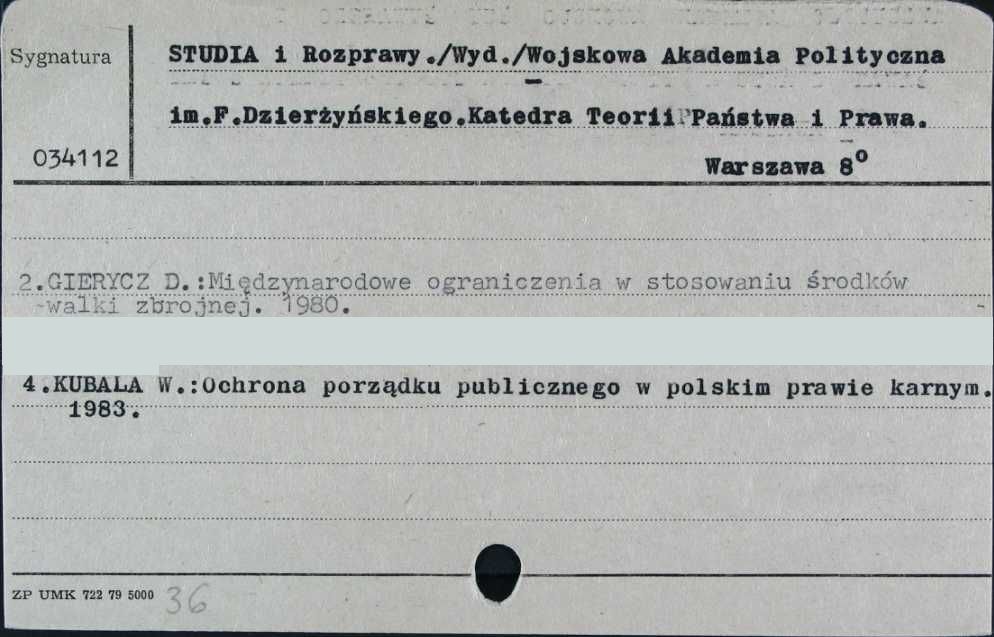 Sygnatura
STUDIA i Rozprawy./Wyd./Wojskowa Akademia Polityczna
im.F.Dzierżyńskiego.Katedra Teorii Państwa i Prawa.
034112
Warszawa 8°
2.GIERYCZ D.:Międzynarodowe ograniczenia w stosowaniu środków
walki zbrojnej. 1980.
4.KUBALA W.:Ochrona porządku publicznego w polskim prawie karnym.
1983.
ZP UMK 722 79 5000 36